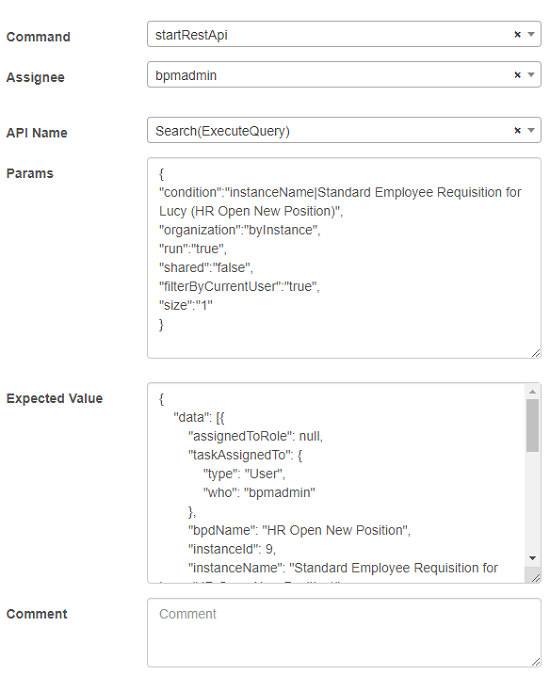 Command
startRestApi
Assignee
bpmadmin
API Name
Search(ExecuteQuery)
Params
{
"condition":"instanceName|Standard Employee Requisition for
Lucy (HR Open New Position)",
"organization":"byInstance",
"run":"true",
"shared":"false",
"filterByCurrentUser":"true",
"size":"1"
}
Expected Value
{
"data": [{
"assignedToRole": null,
"taskAssignedTo": {
"type": "User",
"who": "bpmadmin"
},
"bpdName": "HR Open New Position",
"instanceId": 9,
"instanceName": "Standard Employee Requisition for
Comment
Comment